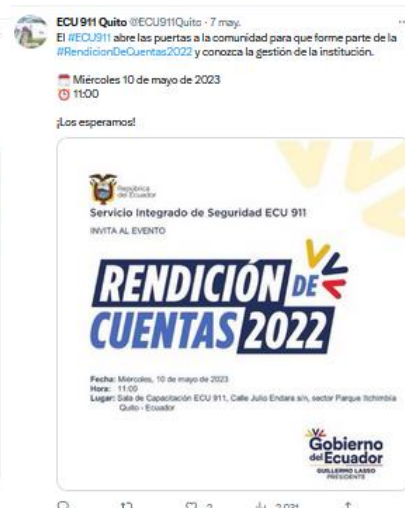 ECU 911 Quito @ECU911Quito · 7 may.
El #ECU911 abre las puertas a la comunidad para que forme parte de la
#RendicionDeCuentas2022 y conozca la gestión de la institución.
Miércoles 10 de mayo de 2023
11:00
¡Los esperamos!
República
del Ecuador
Servicio Integrado de Seguridad ECU 911
INVITA AL EVENTO
RENDICIÓN DE
CUENTAS 2022
Fecha: Miércoles, 10 de mayo de 2023
Hora: 11:00
Lugar: Sala de Capacitación ECU 911, Calle Julio Endara s/n, sector Parque Itchimbía
Quito - Ecuador
Gobierno
del Ecuador
GUILLERMO LASSO
PRESIDENTE